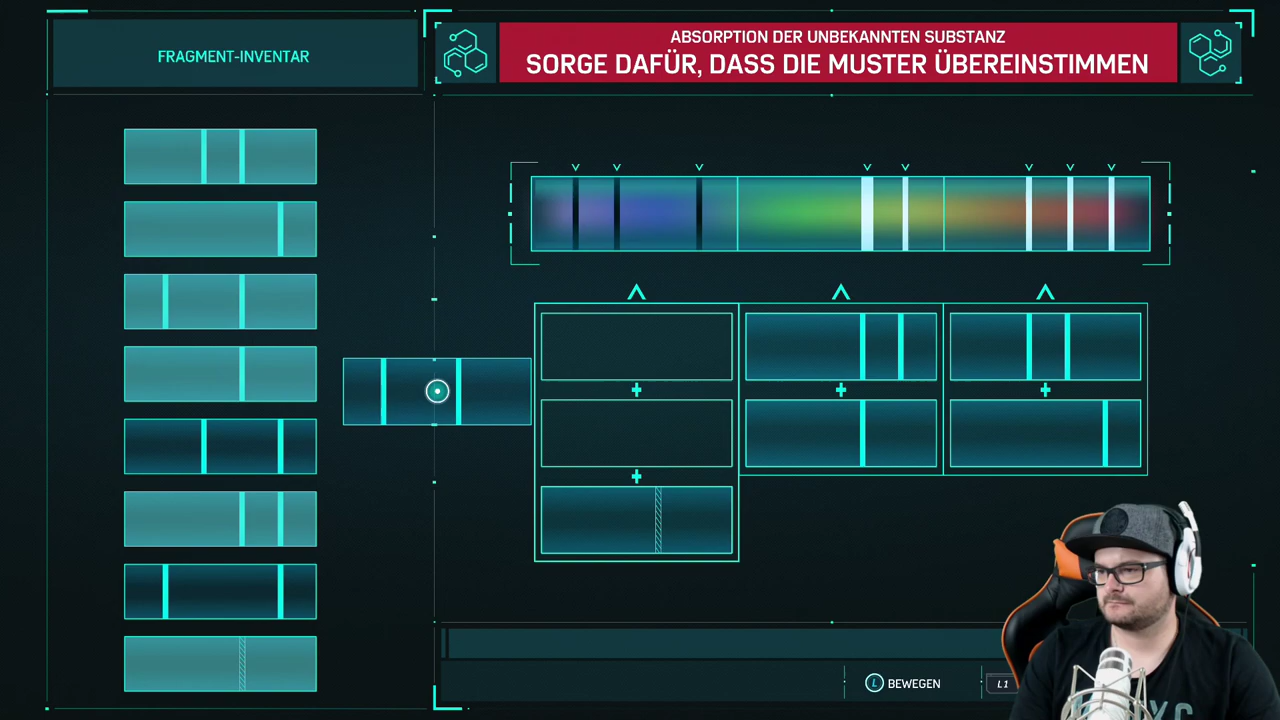 FRAGMENT-INVENTAR
ABSORPTION DER UNBEKANNTEN SUBSTANZ
SORGE DAFÜR, DASS DIE MUSTER ÜBEREINSTIMMEN
L BEWEGEN
L1